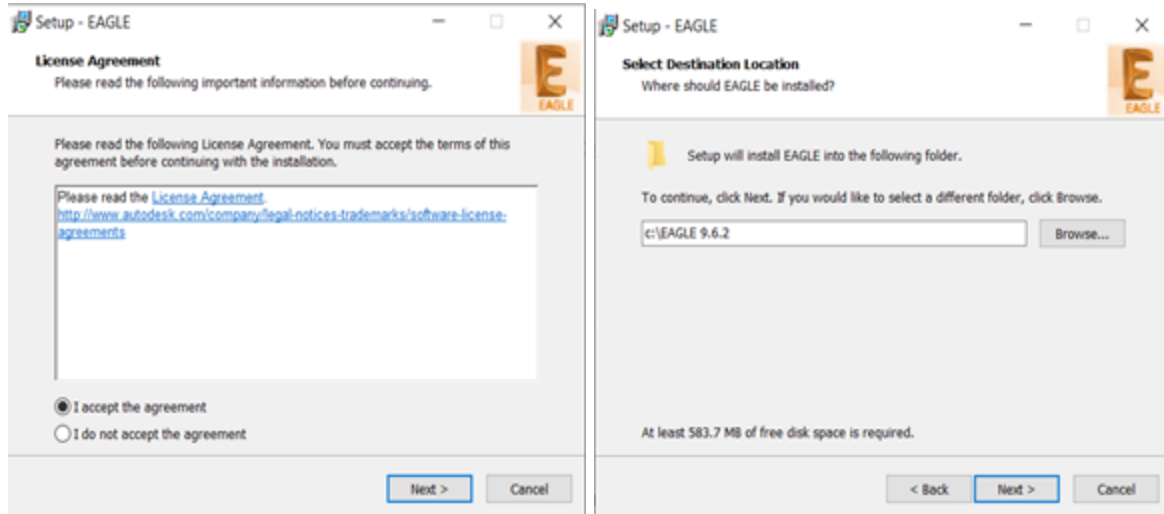 Setup - EAGLE
License Agreement
Please read the following important information before continuing.
EAGLE
Please read the following License Agreement. You must accept the terms of this
agreement before continuing with the installation.
Please read the License Agreement.
http://www.autodesk.com/company/legal-notices-trademarks/software-license-
agreements
I accept the agreement
I do not accept the agreement
Next >
Cancel
Setup - EAGLE
Select Destination Location
Where should EAGLE be installed?
EAGLE
Setup will install EAGLE into the following folder.
To continue, click Next. If you would like to select a different folder, click Browse.
c:\EAGLE 9.6.2
Browse...
At least 583.7 MB of free disk space is required.
< Back
Next >
Cancel